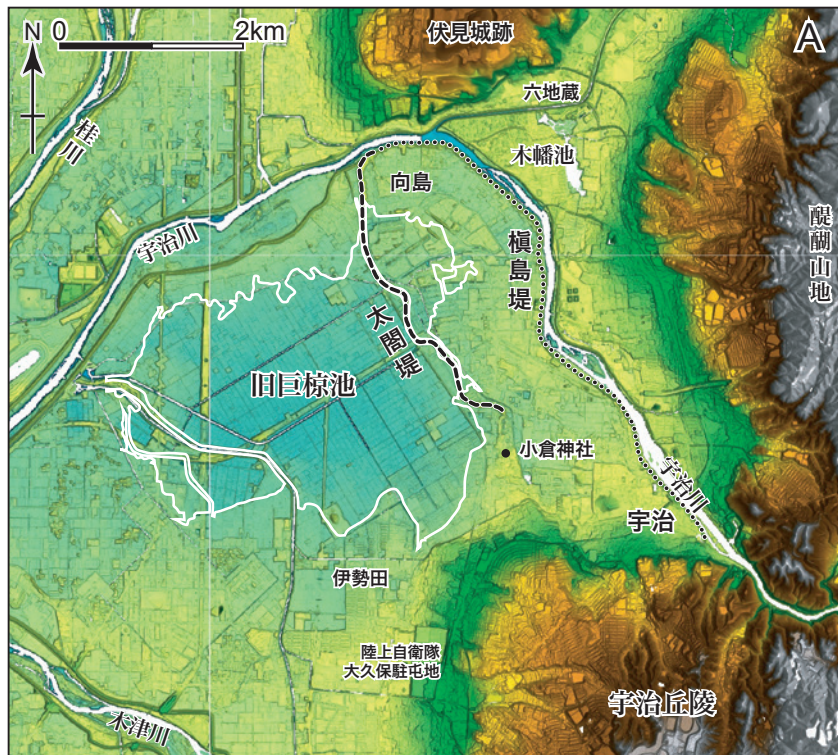 N
0
2km
A
伏見城跡
六地蔵
桂川
木幡池
向島
醍醐山地
宇治川
槇島堤
太閤堤
旧巨椋池
小倉神社
宇治川
宇治
伊勢田
陸上自衛隊
大久保駐屯地
宇治丘陵
木津川